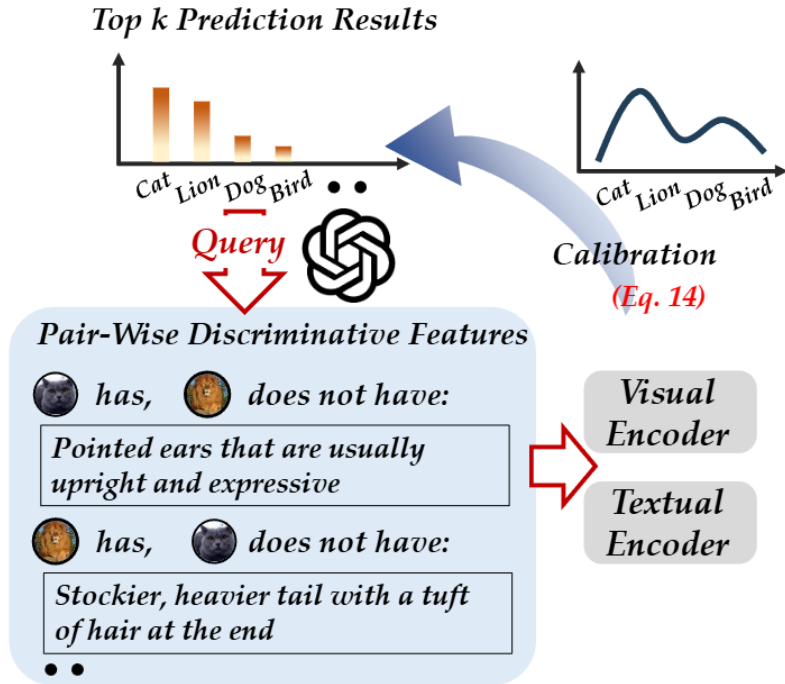 Top k Prediction Results
Cat Lion Dog Bird
Cat Lion Dog Bird
Query
Calibration
(Eq. 14)
Pair-Wise Discriminative Features
has, does not have:
Pointed ears that are usually
upright and expressive
has, does not have:
Stockier, heavier tail with a tuft
of hair at the end
Visual
Encoder
Textual
Encoder